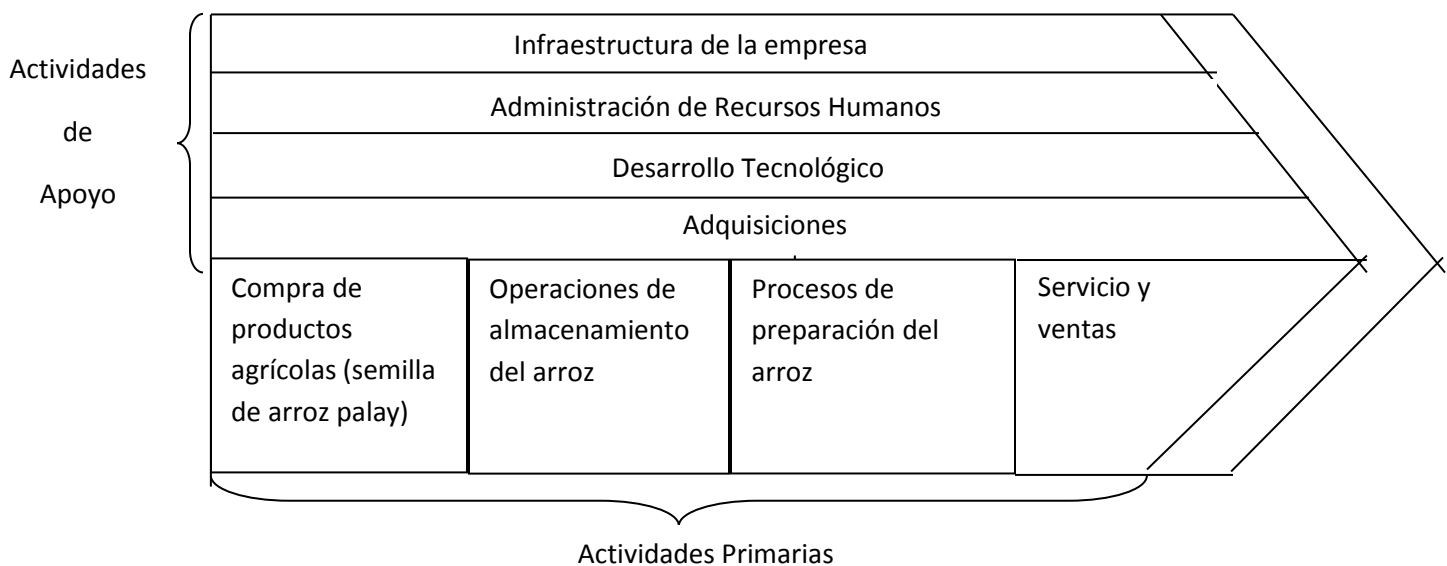 Infraestructura de la empresa
Actividades
de
Apoyo
Administración de Recursos Humanos
Desarrollo Tecnológico
Adquisiciones
Compra de
productos
agrícolas (semilla
de arroz palay)
Operaciones de
almacenamiento
del arroz
Procesos de
preparación del
arroz
Servicio y
ventas
Actividades Primarias